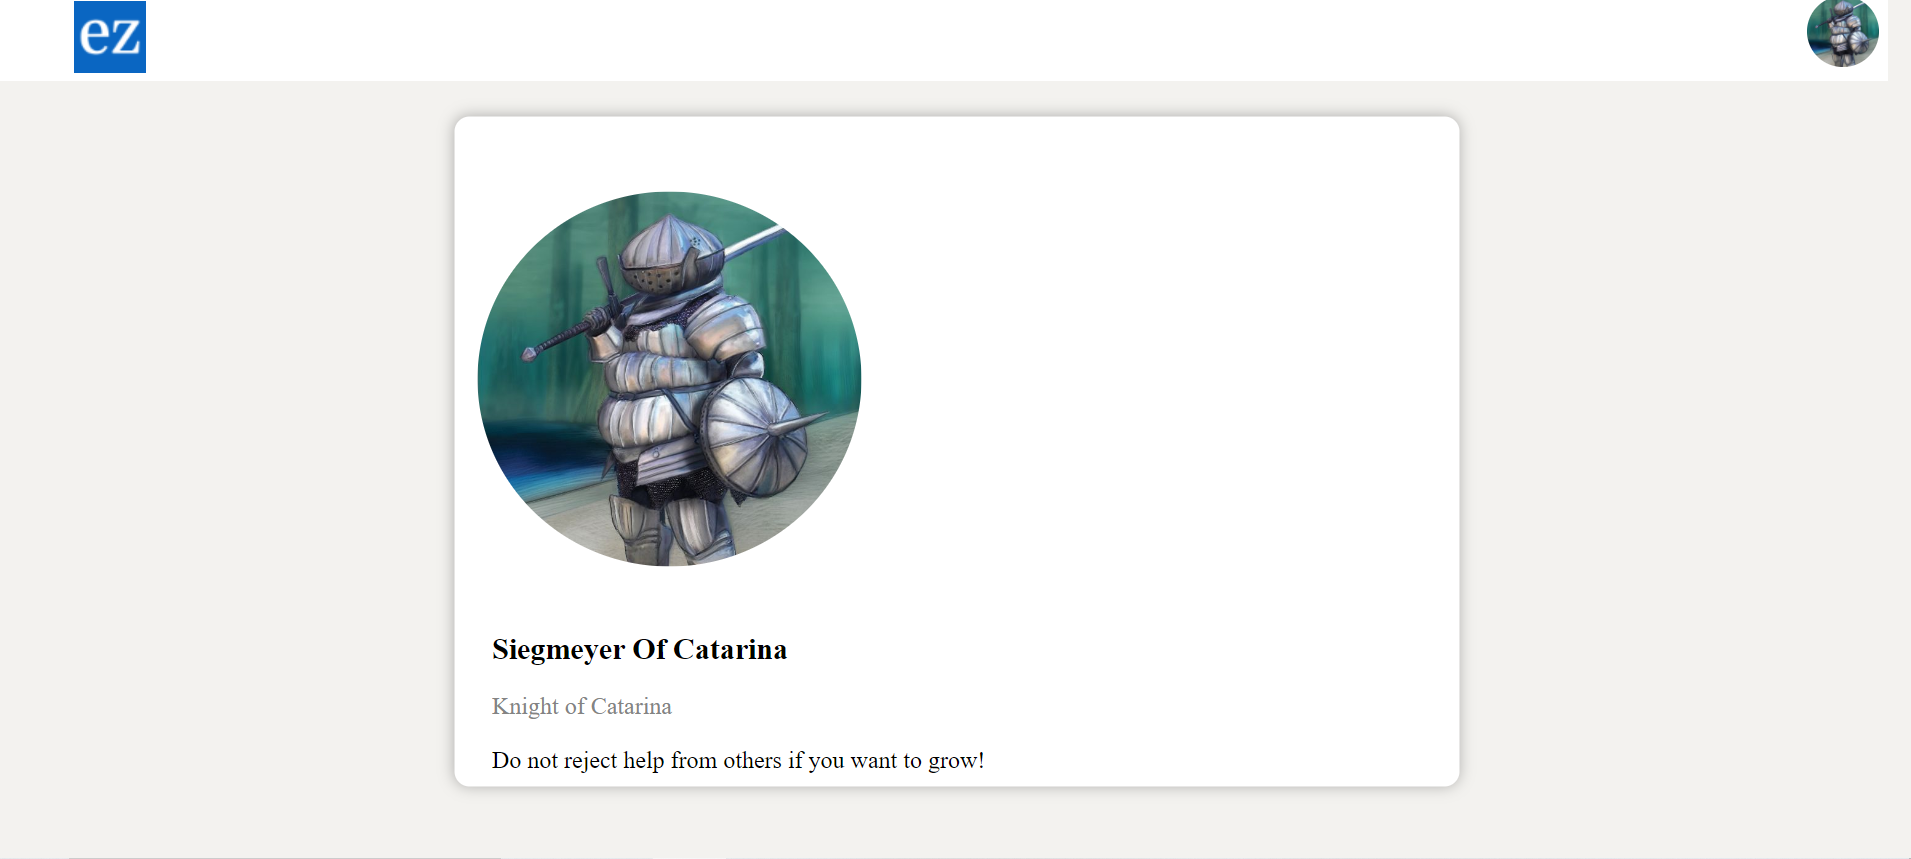 ez
Siegmeyer Of Catarina
Knight of Catarina
Do not reject help from others if you want to grow!